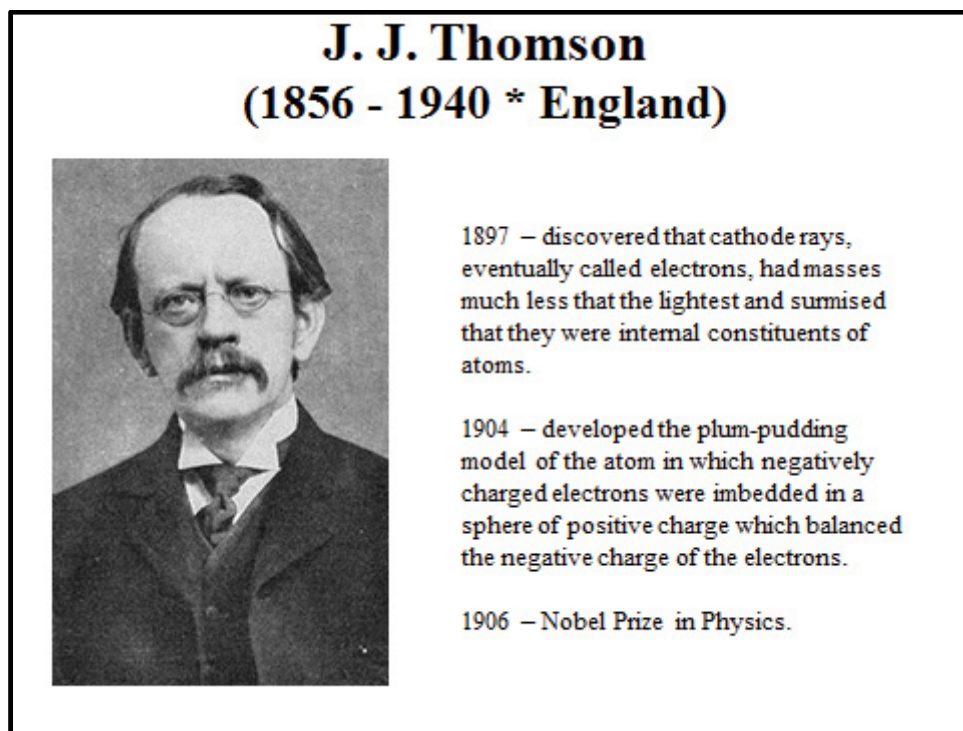 J. J. Thomson
(1856 - 1940 * England)
1897 – discovered that cathode rays,
eventually called electrons, had masses
much less that the lightest and surmised
that they were internal constituents of
atoms.
1904 – developed the plum-pudding
model of the atom in which negatively
charged electrons were imbedded in a
sphere of positive charge which balanced
the negative charge of the electrons.
1906 – Nobel Prize in Physics.